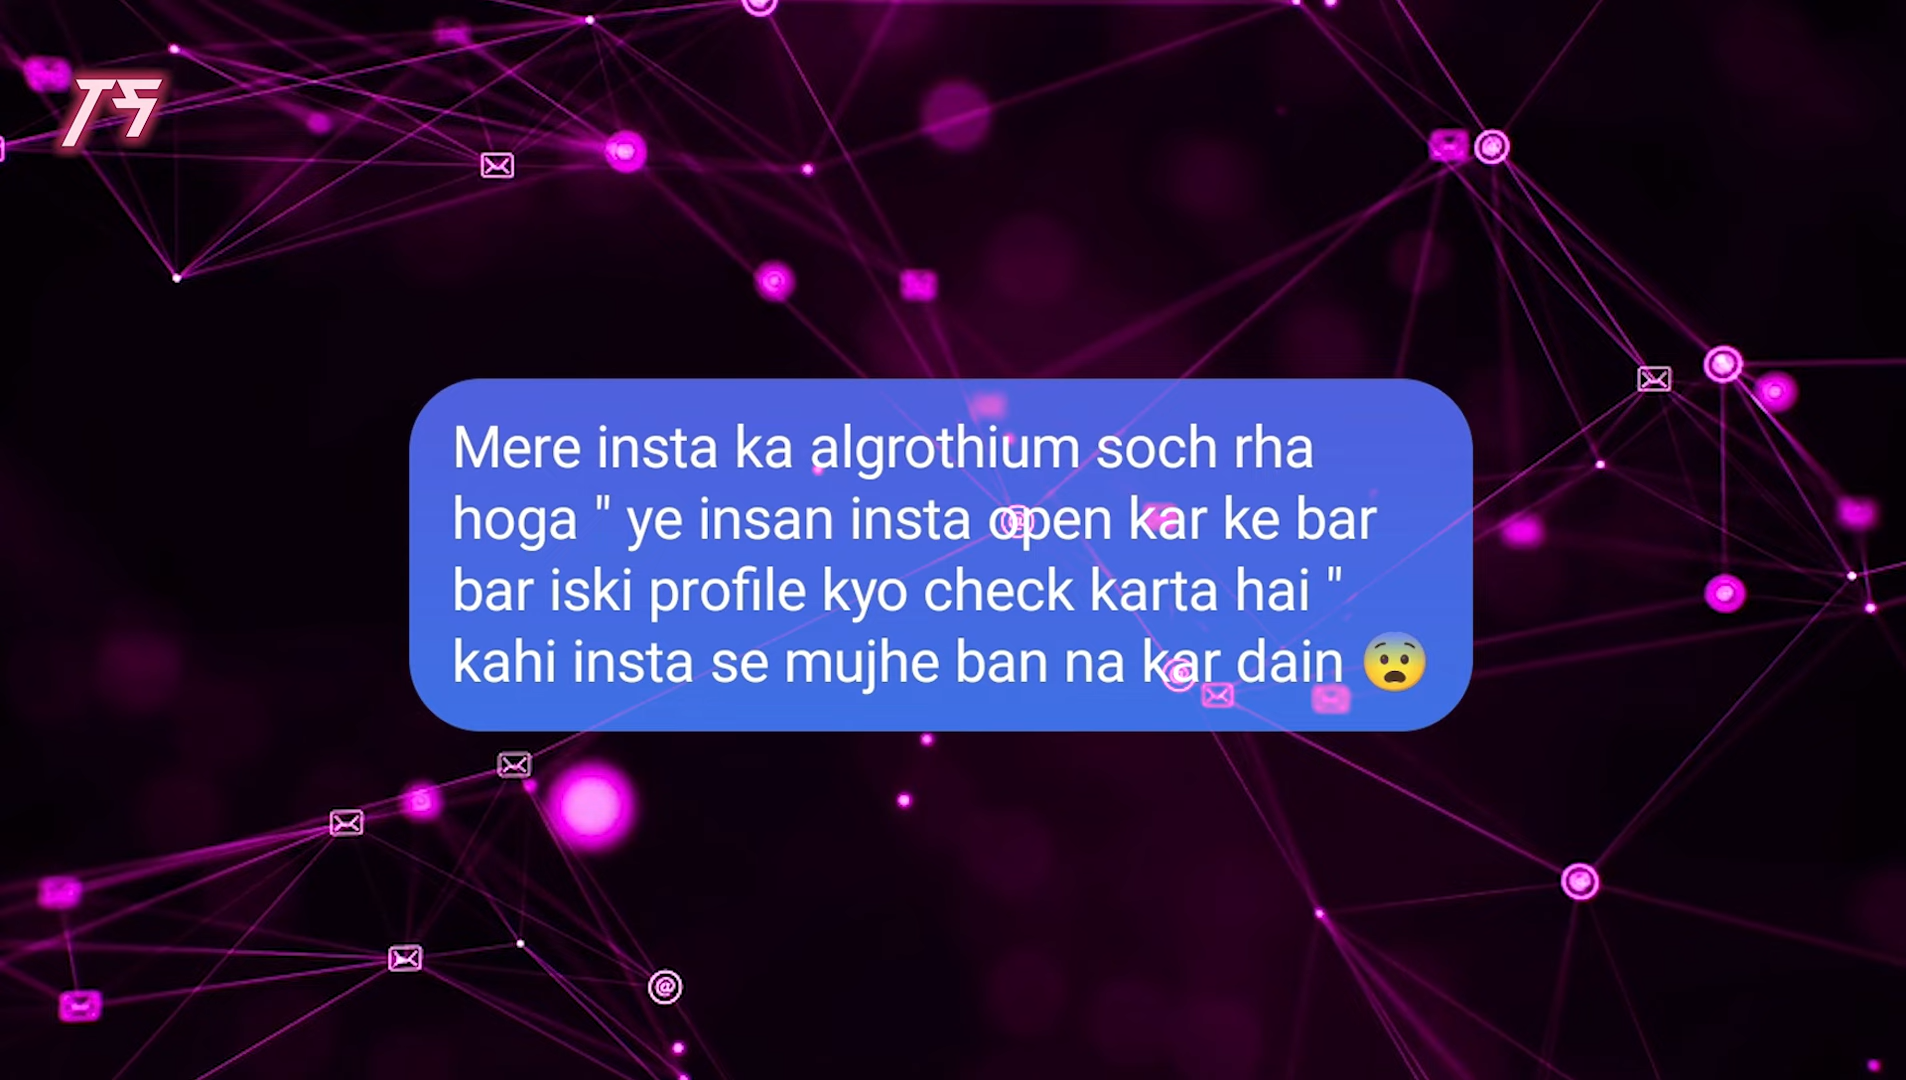 TS
Mere insta ka algrothium soch rha
hoga " ye insan insta open kar ke bar
bar iski profile kyo check karta hai "
kahi insta se mujhe ban na kar dain 😨